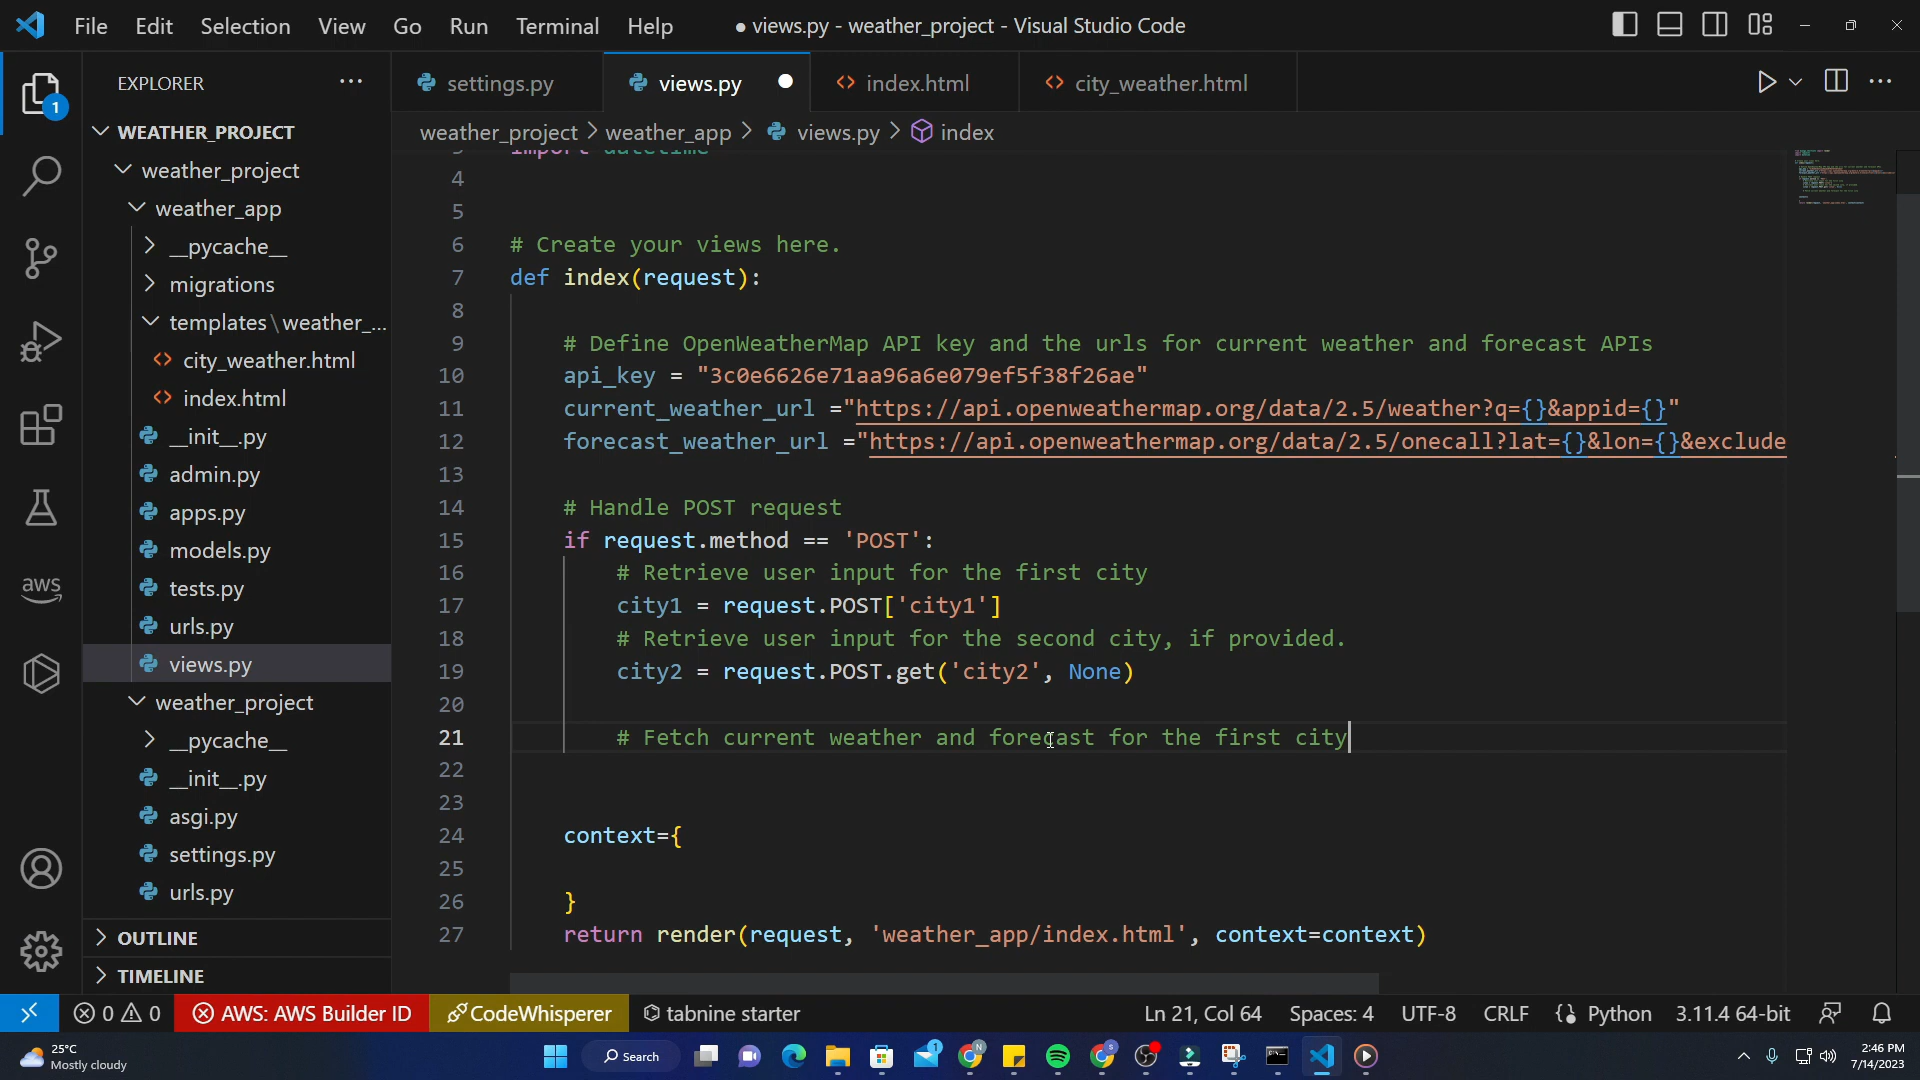 File Edit Selection View Go Run Terminal Help ● views.py - weather_project - Visual Studio Code
EXPLORER ···
settings.py views.py ● index.html city_weather.html
1
weather_project > weather_app > views.py > index
WEATHER_PROJECT
weather_project
weather_app
__pycache__
migrations
templates\weather_...
city_weather.html
index.html
__init__.py
admin.py
apps.py
models.py
tests.py
urls.py
views.py
weather_project
__pycache__
__init__.py
asgi.py
settings.py
urls.py
OUTLINE
TIMELINE
aws
3 import datetime
4
5
6 # Create your views here.
7 def index(request):
8
9 # Define OpenWeatherMap API key and the urls for current weather and forecast APIs
10 api_key = "3c0e6626e71aa96a6e079ef5f38f26ae"
11 current_weather_url ="https://api.openweathermap.org/data/2.5/weather?q={}&appid={}"
12 forecast_weather_url ="https://api.openweathermap.org/data/2.5/onecall?lat={}&lon={}&exclude
13
14 # Handle POST request
15 if request.method == 'POST':
16 # Retrieve user input for the first city
17 city1 = request.POST['city1']
18 # Retrieve user input for the second city, if provided.
19 city2 = request.POST.get('city2', None)
20
21 # Fetch current weather and forecast for the first city
22
23
24 context={
25
26 }
27 return render(request, 'weather_app/index.html', context=context)
0 0 AWS: AWS Builder ID CodeWhisperer tabnine starter Ln 21, Col 64 Spaces: 4 UTF-8 CRLF {} Python 3.11.4 64-bit
25°C
Mostly cloudy
Search
1
N
S
2:46 PM
7/14/2023